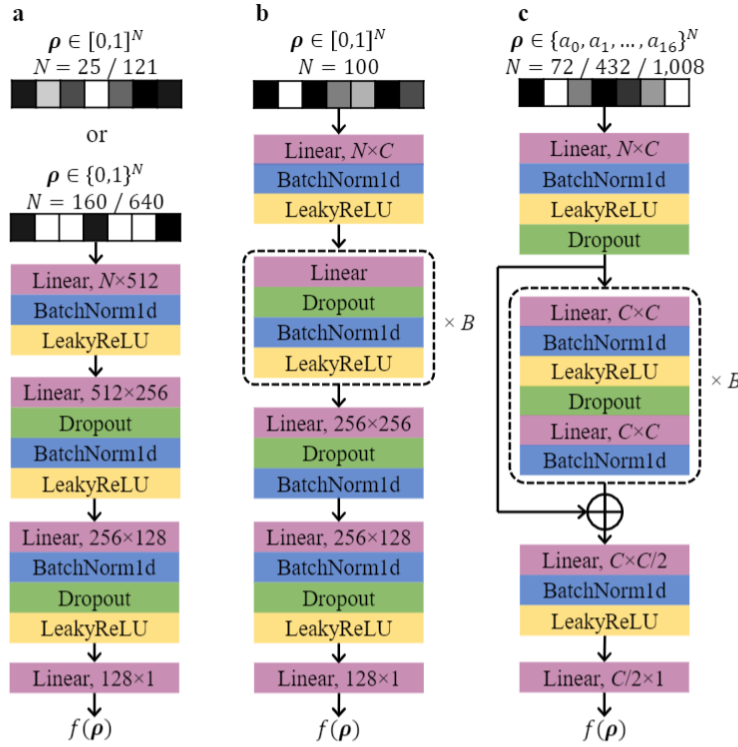 a
ρ ∈ [0,1]^N
N = 25 / 121
or
ρ ∈ {0,1}^N
N = 160 / 640
Linear, N×512
BatchNorm1d
LeakyReLU
Linear, 512×256
Dropout
BatchNorm1d
LeakyReLU
Linear, 256×128
BatchNorm1d
Dropout
LeakyReLU
Linear, 128×1
f(ρ)
b
ρ ∈ [0,1]^N
N = 100
Linear, N×C
BatchNorm1d
LeakyReLU
Linear
Dropout
BatchNorm1d
LeakyReLU
× B
Linear, 256×256
Dropout
BatchNorm1d
Linear, 256×128
BatchNorm1d
Dropout
LeakyReLU
Linear, 128×1
f(ρ)
c
ρ ∈ {a₀, a₁, … , a₁₆}^N
N = 72 / 432 / 1,008
Linear, N×C
BatchNorm1d
LeakyReLU
Dropout
Linear, C×C
BatchNorm1d
LeakyReLU
Dropout
Linear, C×C
BatchNorm1d
× B
Linear, C×C/2
BatchNorm1d
LeakyReLU
Linear, C/2×1
f(ρ)